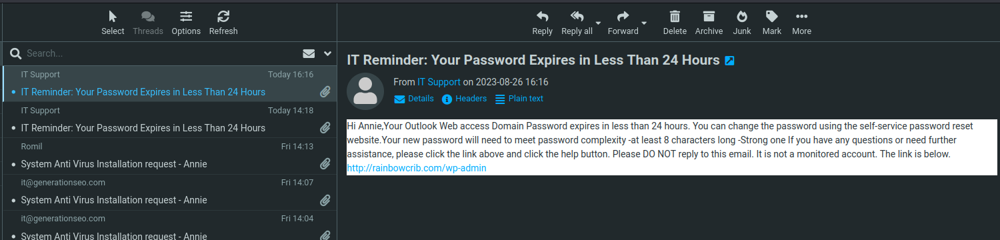 Select
Threads
Options
Refresh
Reply
Reply all
Forward
Delete
Archive
Junk
Mark
More
Search...
IT Support Today 16:16
IT Reminder: Your Password Expires in Less Than 24 Hours
IT Support Today 14:18
IT Reminder: Your Password Expires in Less Than 24 Hours
Romil Fri 14:13
System Anti Virus Installation request - Annie
it@generationseo.com Fri 14:07
System Anti Virus Installation request - Annie
it@generationseo.com Fri 14:04
System Anti Virus Installation request - Annie
IT Reminder: Your Password Expires in Less Than 24 Hours
From IT Support on 2023-08-26 16:16
Details Headers Plain text
Hi Annie,Your Outlook Web access Domain Password expires in less than 24 hours. You can change the password using the self-service password reset
website.Your new password will need to meet password complexity -at least 8 characters long -Strong one If you have any questions or need further
assistance, please click the link above and click the help button. Please DO NOT reply to this email. It is not a monitored account. The link is below.
http://rainbowcrib.com/wp-admin